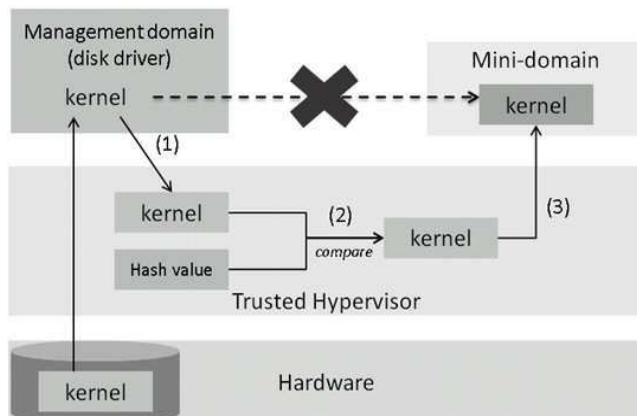 Management domain
(disk driver)
kernel
Mini-domain
kernel
(1)
kernel
Hash value
(2)
compare
kernel
(3)
Trusted Hypervisor
kernel
Hardware